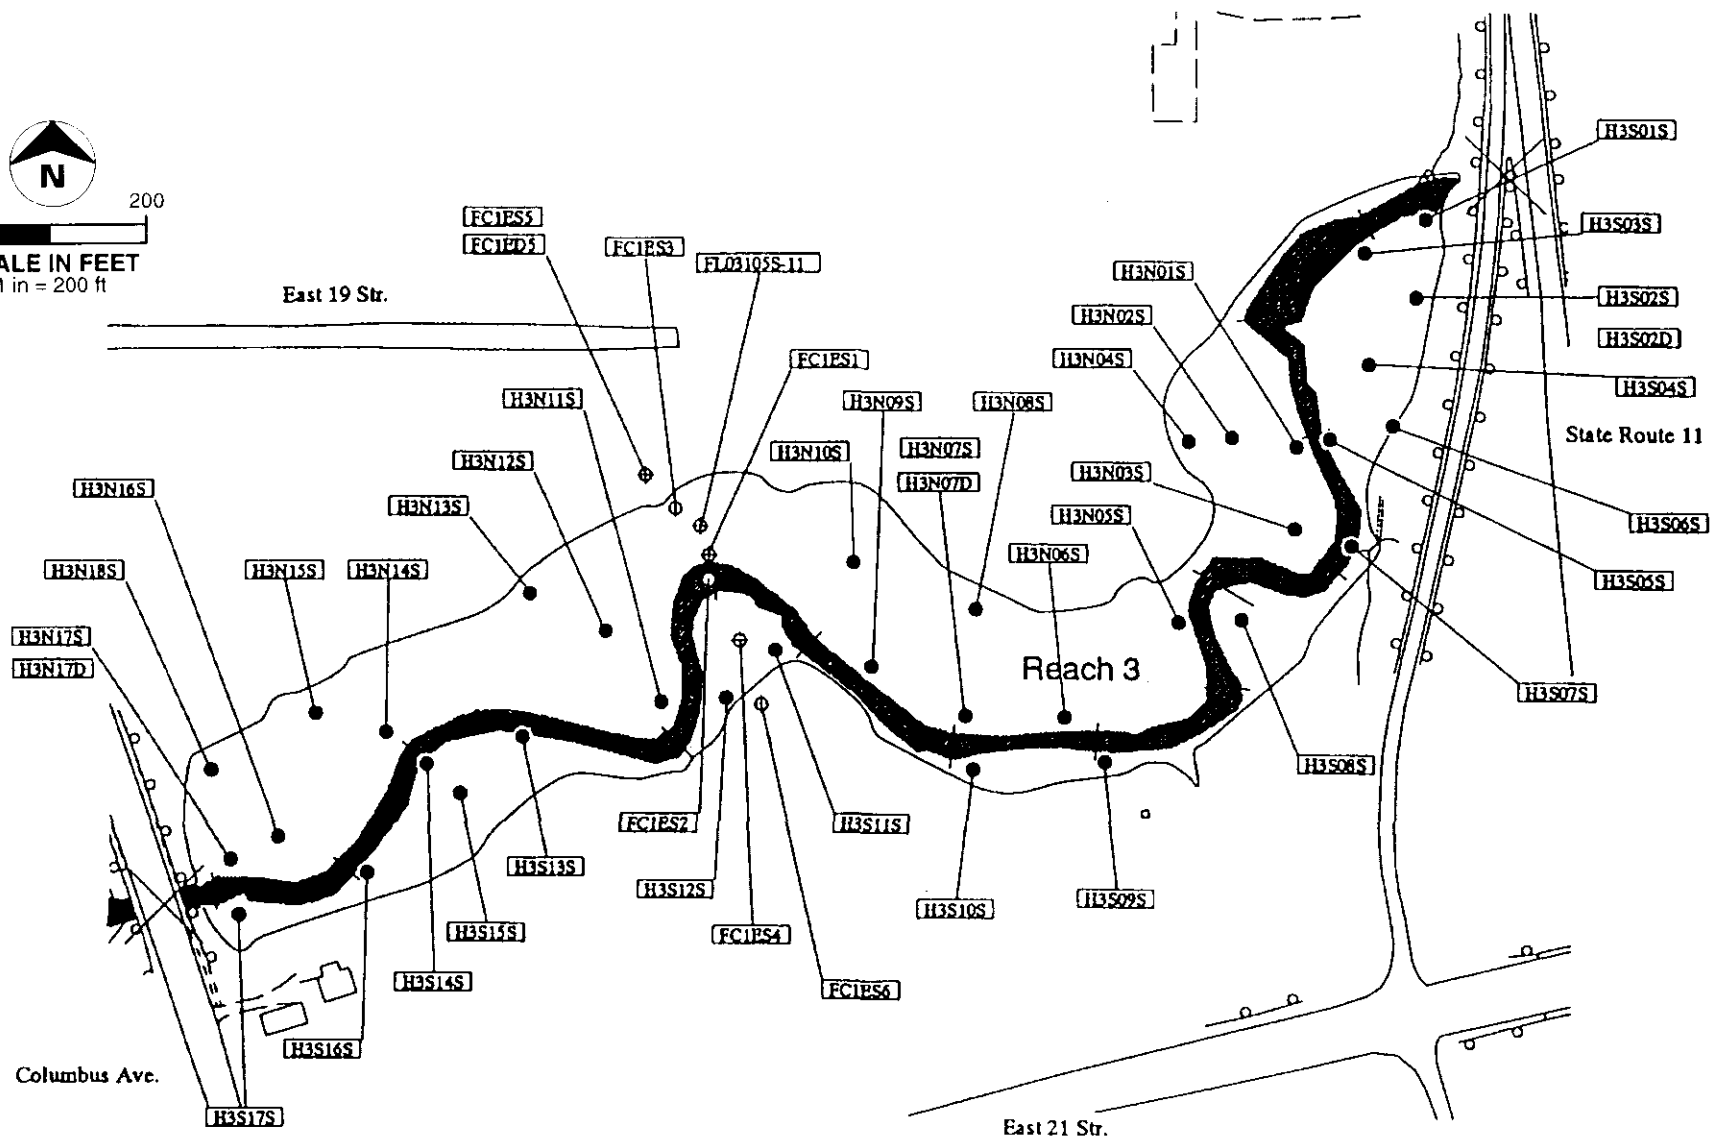 N
200
ALE IN FEET
in = 200 ft
East 19 Str.
FC1ES5
FC1ED5
FC1ES3
FL03105S-11
FC1ES1
H3N11S
H3N12S
H3N13S
H3N16S
H3N18S
H3N15S
H3N14S
H3N17S
H3N17D
H3N10S
H3N09S
H3N08S
H3N07S
H3N07D
H3N06S
H3N05S
H3N03S
H3N04S
H3N02S
H3N01S
H3S01S
H3S03S
H3S02S
H3S02D
H3S04S
State Route 11
H3S06S
H3S05S
H3S07S
H3S08S
Reach 3
FC1ES2
H3S11S
H3S12S
H3S13S
H3S10S
H3S09S
FC1ES4
H3S15S
H3S14S
FC1ES6
H3S16S
Columbus Ave.
H3S17S
East 21 Str.